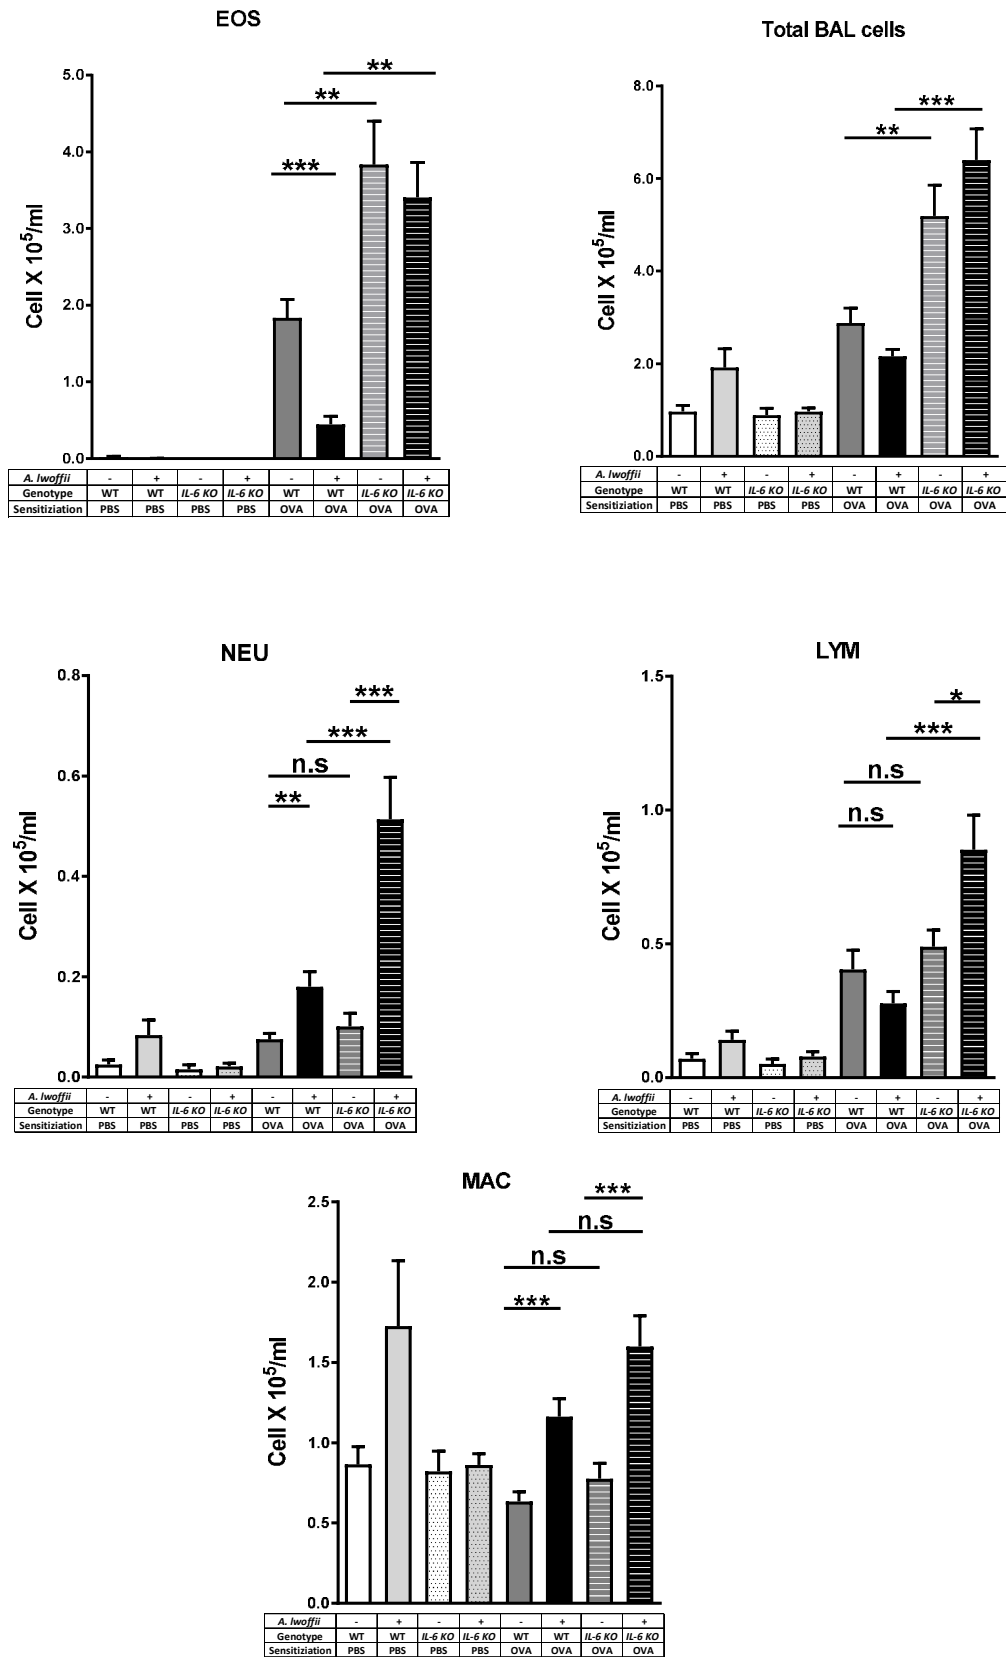 EOS
**
**
***
5.0
4.0
3.0
2.0
1.0
0.0
Cell X 10⁵/ml
A. lwoffii - + - + - + - +
Genotype WT WT IL-6 KO IL-6 KO WT WT IL-6 KO IL-6 KO
Sensitiziation PBS PBS PBS PBS OVA OVA OVA OVA
Total BAL cells
***
**
8.0
6.0
4.0
2.0
0.0
Cell X 10⁵/ml
A. lwoffii - + - + - + - +
Genotype WT WT IL-6 KO IL-6 KO WT WT IL-6 KO IL-6 KO
Sensitiziation PBS PBS PBS PBS OVA OVA OVA OVA
NEU
***
***
n.s
**
0.8
0.6
0.4
0.2
0.0
Cell X 10⁵/ml
A. lwoffii - + - + - + - +
Genotype WT WT IL-6 KO IL-6 KO WT WT IL-6 KO IL-6 KO
Sensitiziation PBS PBS PBS PBS OVA OVA OVA OVA
LYM
*
***
n.s
n.s
1.5
1.0
0.5
0.0
Cell X 10⁵/ml
A. lwoffii - + - + - + - +
Genotype WT WT IL-6 KO IL-6 KO WT WT IL-6 KO IL-6 KO
Sensitiziation PBS PBS PBS PBS OVA OVA OVA OVA
MAC
***
n.s
n.s
***
2.5
2.0
1.5
1.0
0.5
0.0
Cell X 10⁵/ml
A. lwoffii - + - + - + - +
Genotype WT WT IL-6 KO IL-6 KO WT WT IL-6 KO IL-6 KO
Sensitiziation PBS PBS PBS PBS OVA OVA OVA OVA